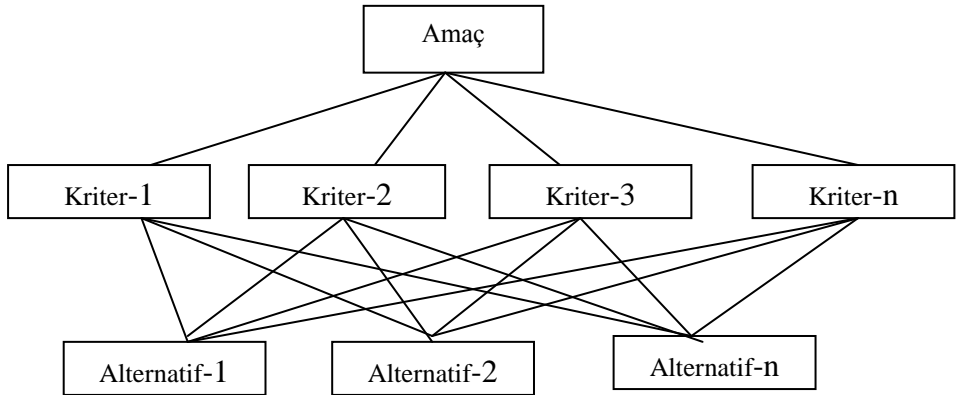 Amaç
Kriter-1
Kriter-2
Kriter-3
Kriter-n
Alternatif-1
Alternatif-2
Alternatif-n